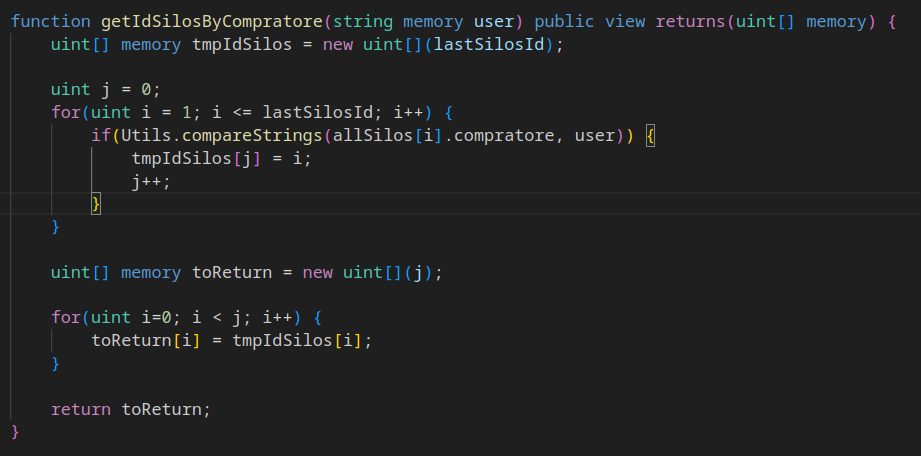 function getIdSilosByCompratore(string memory user) public view returns(uint[] memory) {
uint[] memory tmpIdSilos = new uint[](lastSilosId);
uint j = 0;
for(uint i = 1; i <= lastSilosId; i++) {
if(Utils.compareStrings(allSilos[i].compratore, user)) {
tmpIdSilos[j] = i;
j++;
}
}
uint[] memory toReturn = new uint[](j);
for(uint i=0; i < j; i++) {
toReturn[i] = tmpIdSilos[i];
}
return toReturn;
}